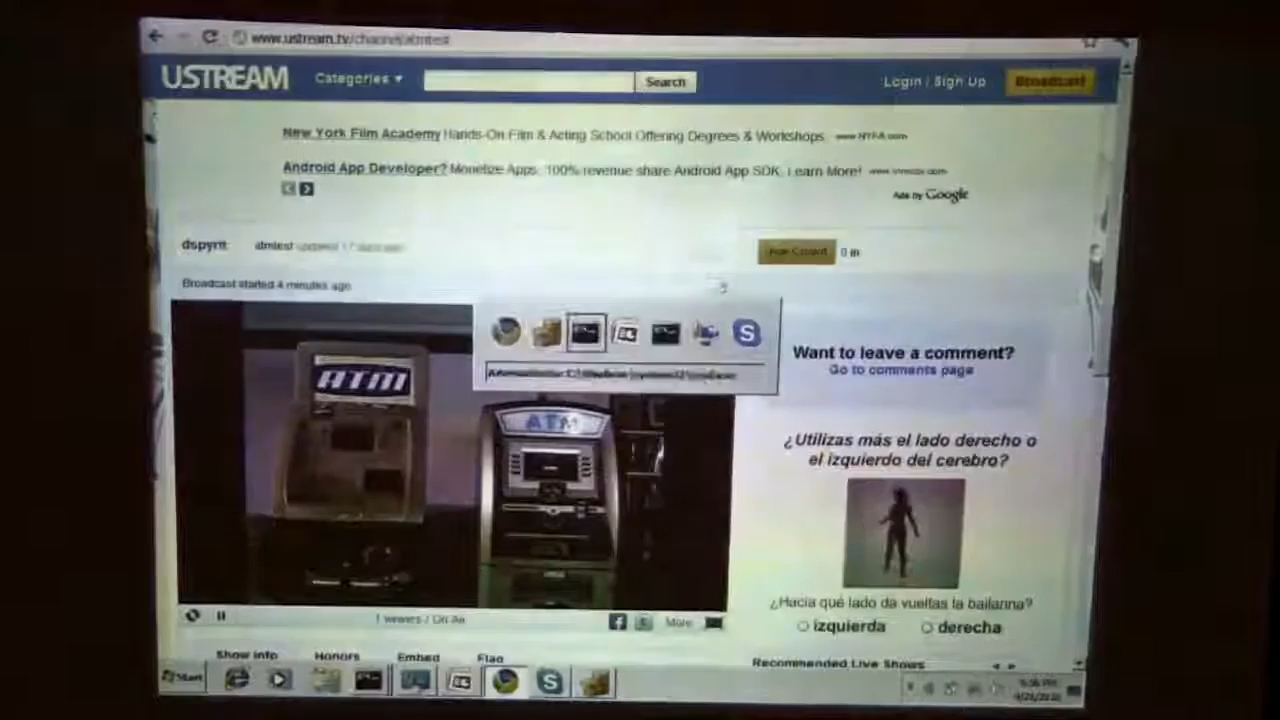 www.ustream.tv/channel/atmtest
USTREAM
Categories
Search
Login / Sign Up
Broadcast!
New York Film Academy Hands-On Film & Acting School Offering Degrees & Workshops.
Android App Developer? Monetize Apps. 100% revenue share Android App SDK. Learn More!
Ads by Google
dspyrit
atmtest
Broadcast started 4 minutes ago
ATM
ATM
Want to leave a comment?
Go to comments page
¿Utilizas más el lado derecho o
el izquierdo del cerebro?
¿Hacia qué lado da vueltas la bailarina?
izquierda
derecha
More
Show Info
Honors
Embed
Flag
Recommended Live Shows
Start